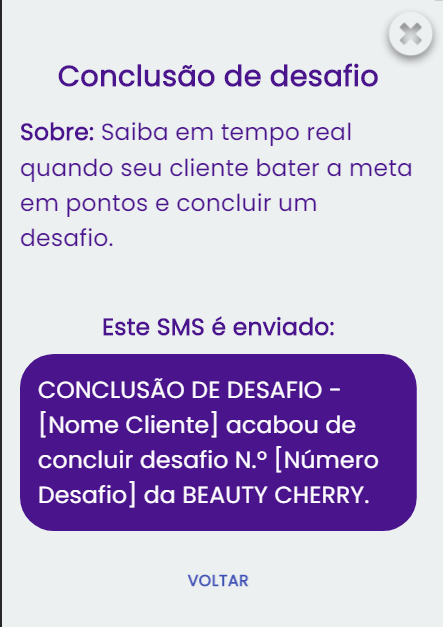 Conclusão de desafio
Sobre: Saiba em tempo real
quando seu cliente bater a meta
em pontos e concluir um
desafio.
Este SMS é enviado:
CONCLUSÃO DE DESAFIO -
[Nome Cliente] acabou de
concluir desafio N.º [Número
Desafio] da BEAUTY CHERRY.
VOLTAR